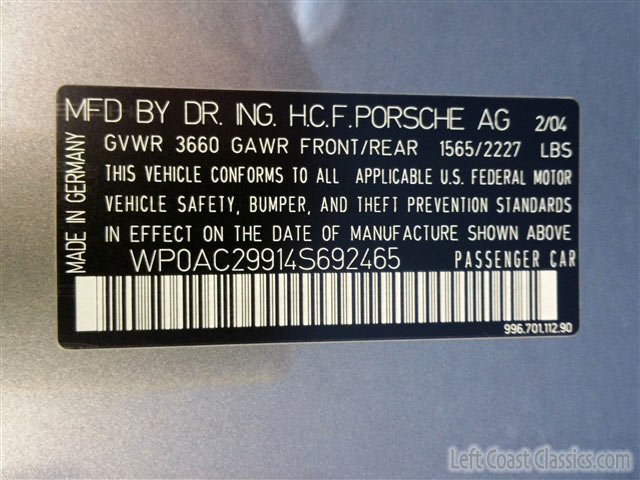 MFD BY DR. ING. H.C.F. PORSCHE AG 2/04
GVWR 3660 GAWR FRONT/REAR 1565/2227 LBS
THIS VEHICLE CONFORMS TO ALL APPLICABLE U.S. FEDERAL MOTOR
VEHICLE SAFETY, BUMPER, AND THEFT PREVENTION STANDARDS
IN EFFECT ON THE DATE OF MANUFACTURE SHOWN ABOVE
WP0AC29914S692465 PASSENGER CAR
996.701.112.90
MADE IN GERMANY
Left Coast Classics.com